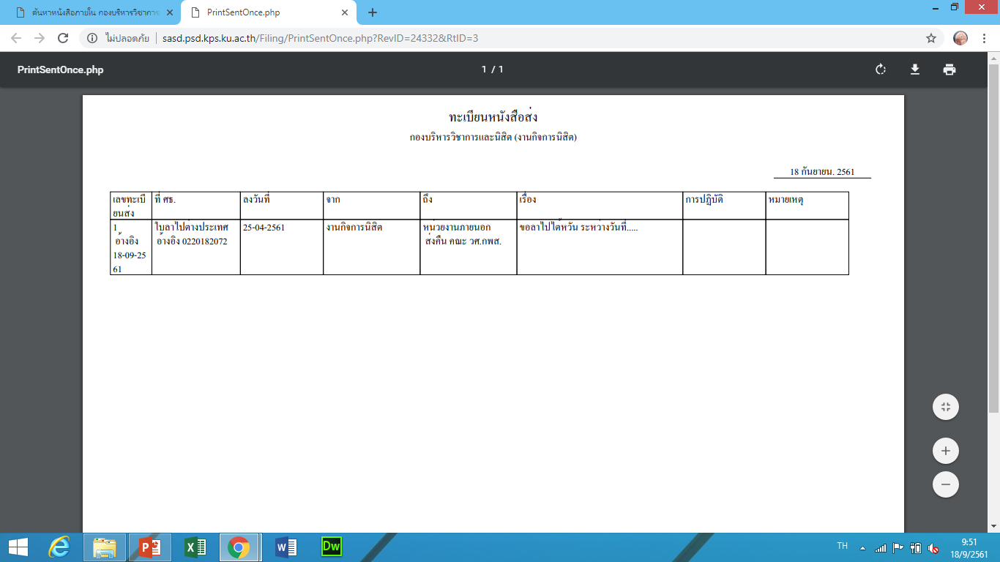 ค้นหาหนังสือภายใน กองบริหารวิชาการ
PrintSentOnce.php
ไม่ปลอดภัย sasd.psd.kps.ku.ac.th/Filing/PrintSentOnce.php?RevID=24332&RtID=3
PrintSentOnce.php
1 / 1
ทะเบียนหนังสือส่ง
กองบริหารวิชาการและนิสิต (งานกิจการนิสิต)
18 กันยายน. 2561
เลขทะเบี
ยนส่ง
ที่ ศธ.
ลงวันที่
จาก
ถึง
เรื่อง
การปฏิบัติ
หมายเหตุ
1
อ้างอิง
18-09-25
61
ใบลาไปต่างประเทศ
อ้างอิง 0220182072
25-04-2561
งานกิจการนิสิต
หน่วยงานภายนอก
ส่งคืน คณะ วศ.กพส.
ขอลาไปไต้หวัน ระหว่างวันที่.....
TH
9:51
18/9/2561